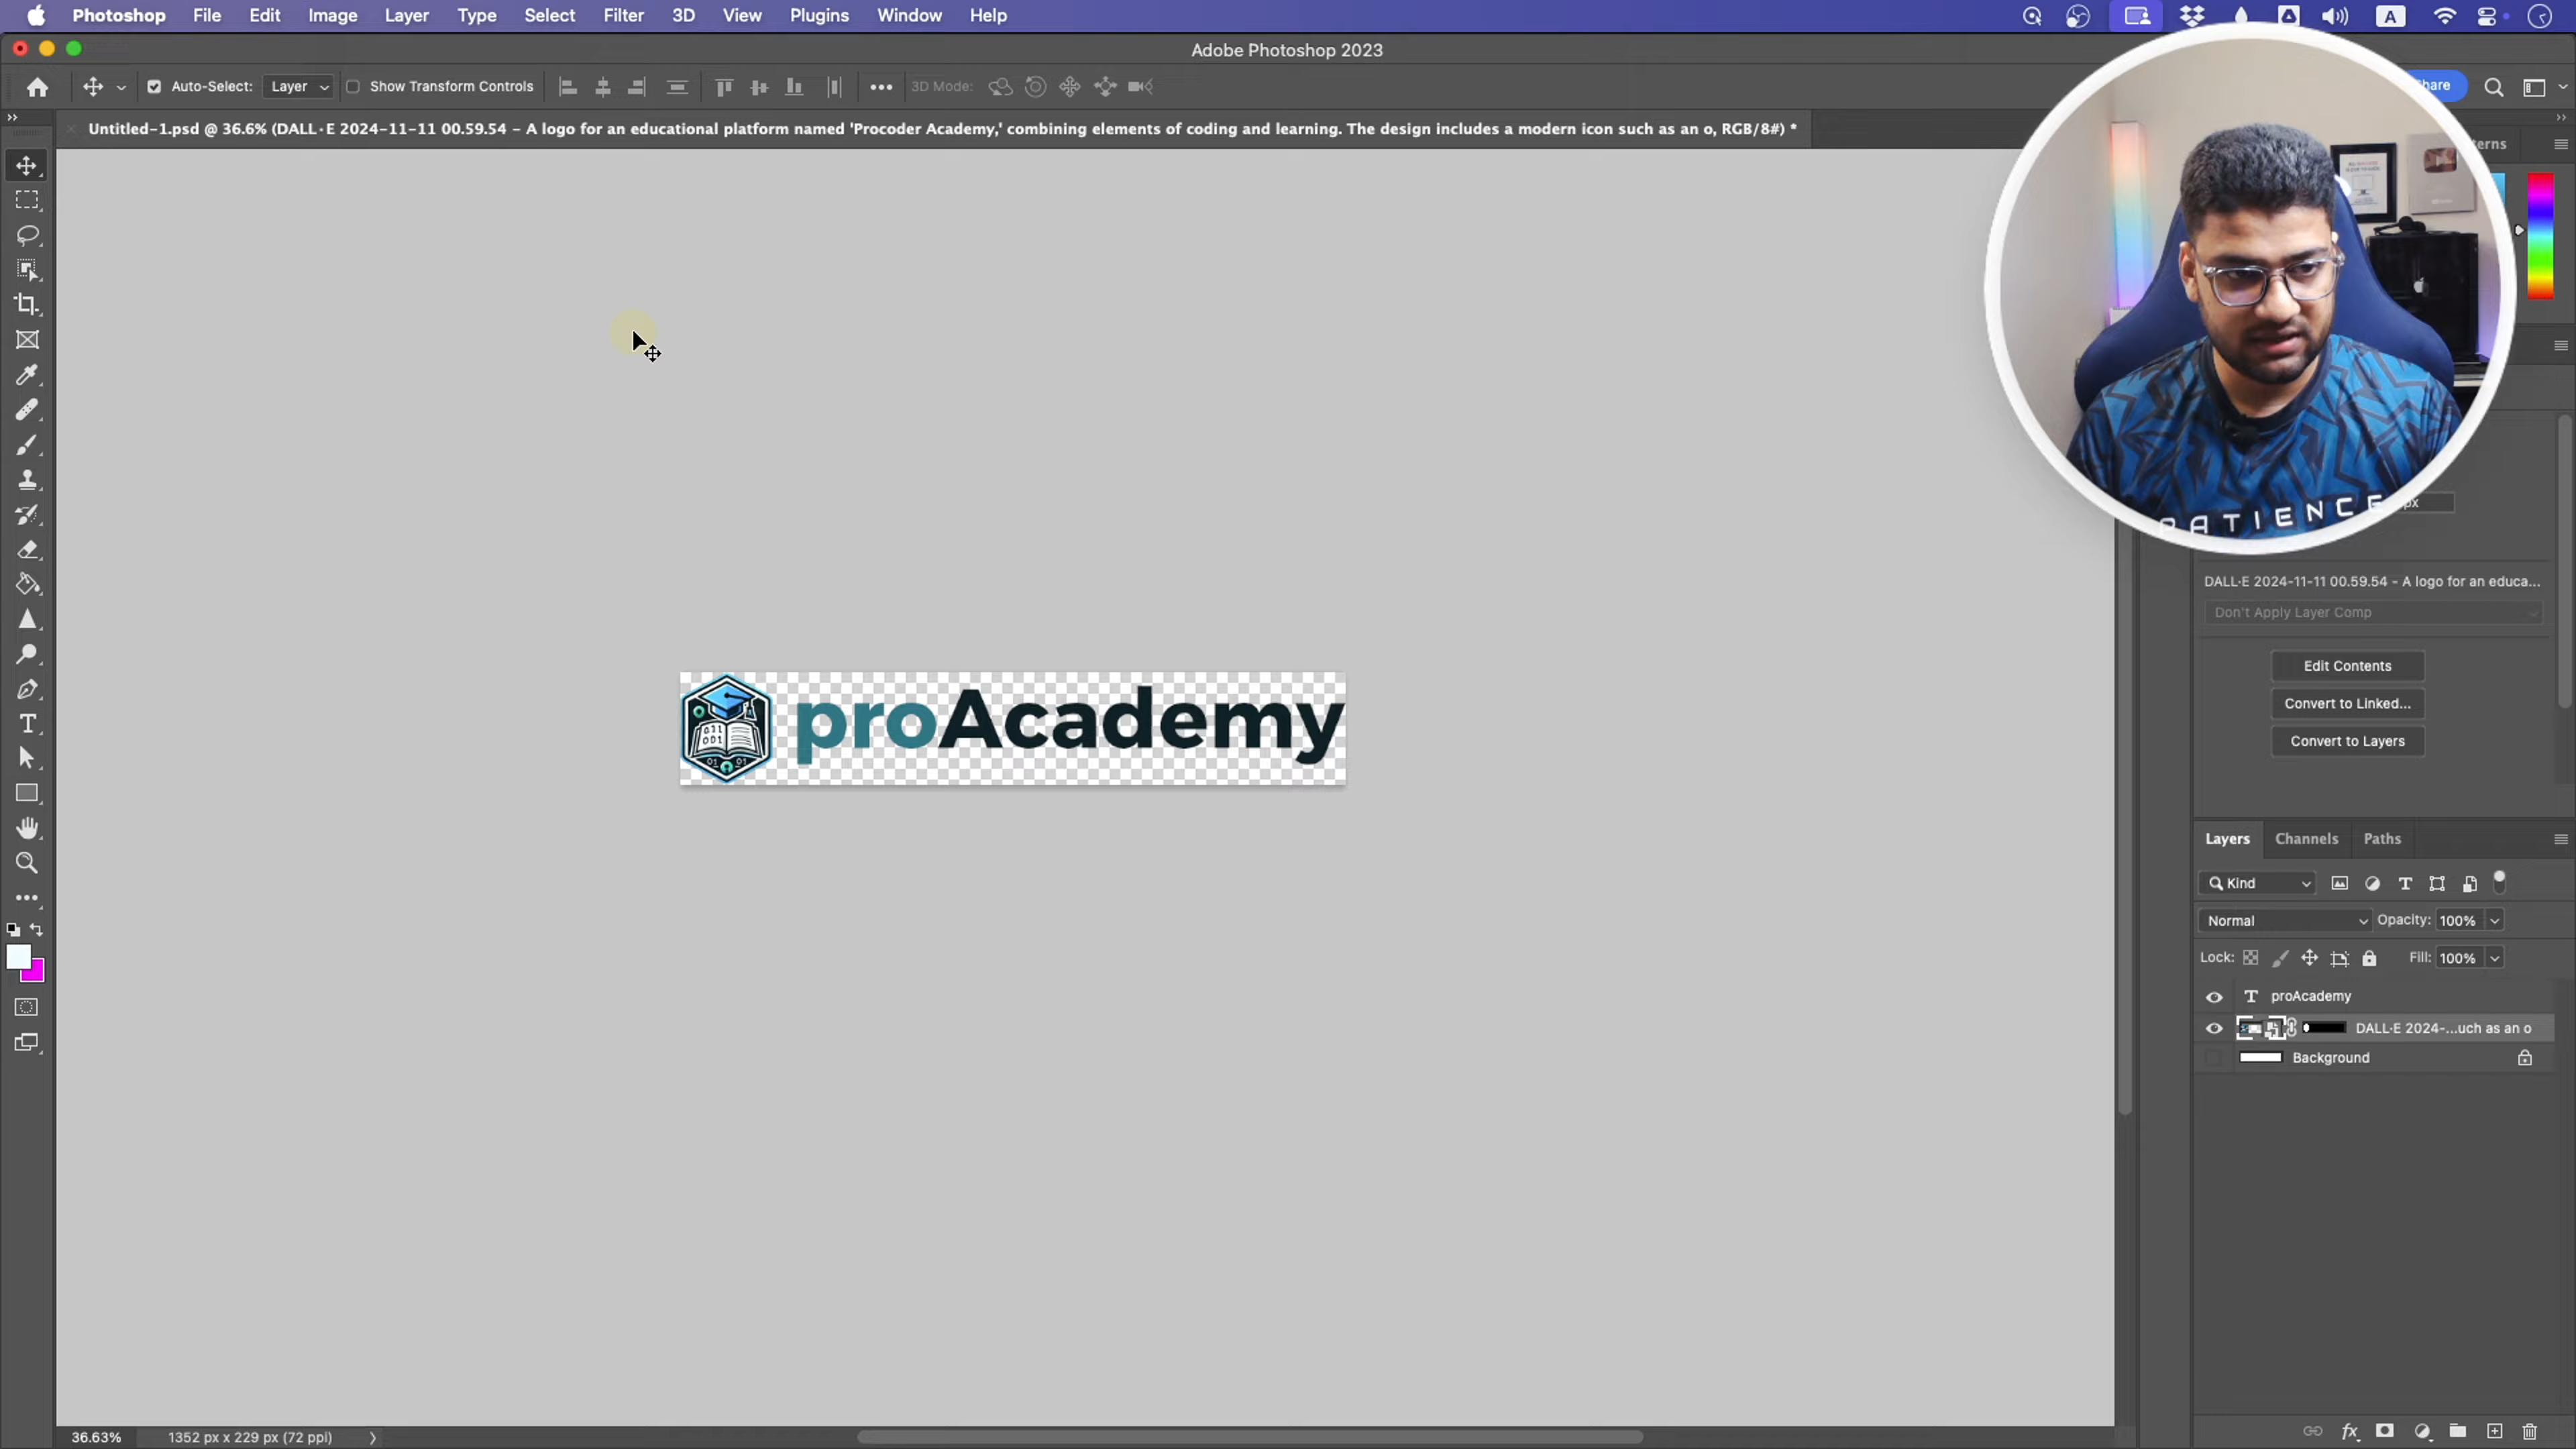 Photoshop File Edit Image Layer Type Select Filter 3D View Plugins Window Help
A
Adobe Photoshop 2023
Auto-Select: Layer Show Transform Controls 3D Mode:
Untitled-1.psd @ 36.6% (DALL·E 2024-11-11 00.59.54 – A logo for an educational platform named 'Procoder Academy,' combining elements of coding and learning. The design includes a modern icon such as an o, RGB/8#) *
PATIENCE
px
DALL·E 2024-11-11 00.59.54 - A logo for an educa...
Don't Apply Layer Comp
Edit Contents
Convert to Linked...
Convert to Layers
proAcademy
Layers Channels Paths
Kind
Normal Opacity: 100%
Lock: Fill: 100%
T proAcademy
DALL·E 2024-...uch as an o
Background
fx
36.63% 1352 px x 229 px (72 ppi)